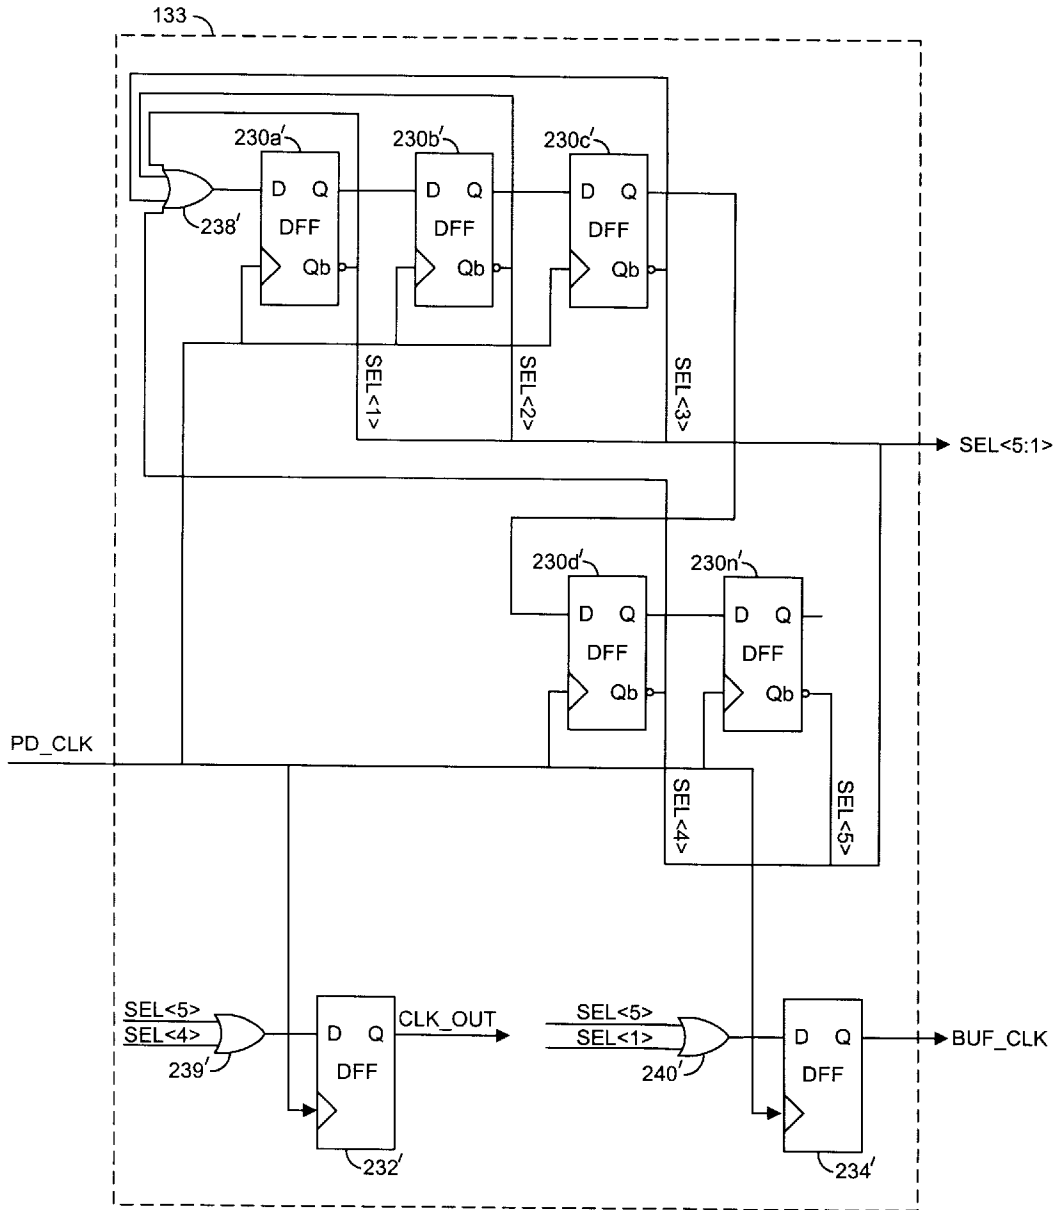 133
230a′
230b′
230c′
D Q
DFF
Qb
D Q
DFF
Qb
D Q
DFF
Qb
238′
SEL<1>
SEL<2>
SEL<3>
SEL<5:1>
230d′
230n′
D Q
DFF
Qb
D Q
DFF
Qb
PD_CLK
SEL<4>
SEL<5>
SEL<5>
SEL<4>
239′
D Q
DFF
CLK_OUT
232′
SEL<5>
SEL<1>
240′
D Q
DFF
BUF_CLK
234′